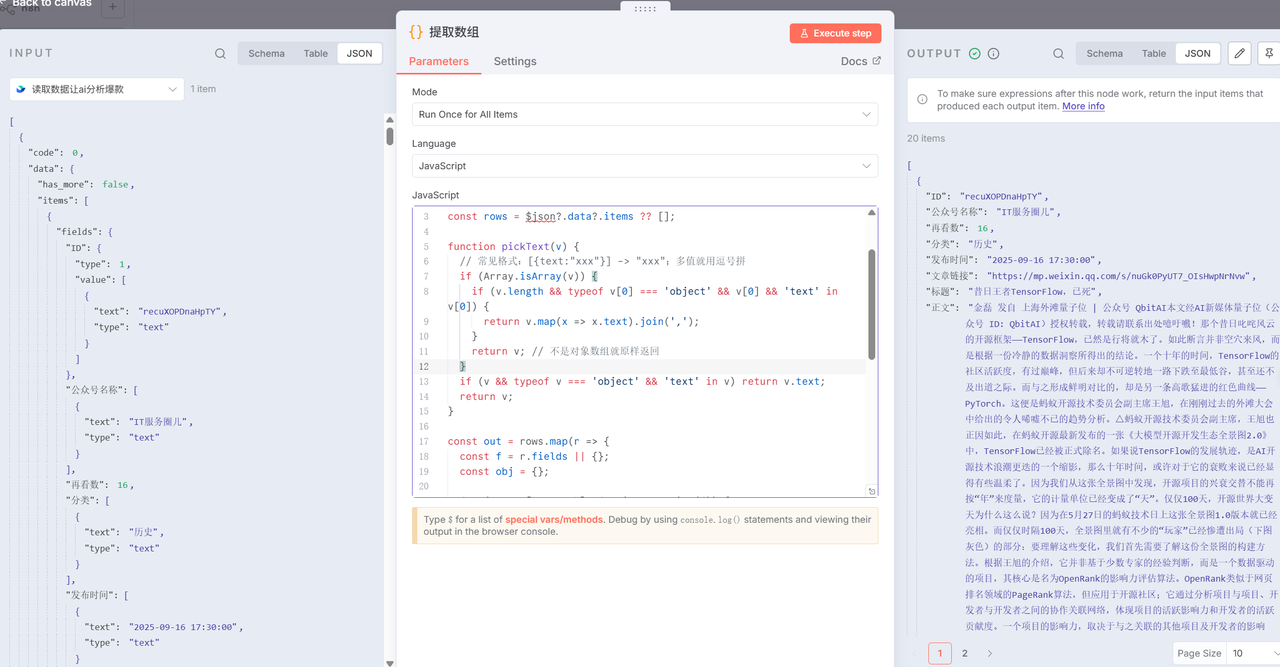 Back to canvas
n8n
+
INPUT
Schema
Table
JSON
读取数据让ai分析爆款
1 item
[
{
"code": 0,
"data": {
"has_more": false,
"items": [
{
"fields": {
"ID": {
"type": 1,
"value": [
{
"text": "recuXOPDnaHpTY",
"type": "text"
}
]
},
"公众号名称": [
{
"text": "IT服务圈儿",
"type": "text"
}
],
"再看数": 16,
"分类": [
{
"text": "历史",
"type": "text"
}
],
"发布时间": [
{
"text": "2025-09-16 17:30:00",
"type": "text"
}
{} 提取数组
Execute step
Parameters
Settings
Docs
Mode
Run Once for All Items
Language
JavaScript
JavaScript
3 const rows = $json?.data?.items ?? [];
4
5 function pickText(v) {
6 // 常见格式：[{text:"xxx"}] -> "xxx"；多值就用逗号拼
7 if (Array.isArray(v)) {
8 if (v.length && typeof v[0] === 'object' && v[0] && 'text' in
v[0]) {
9 return v.map(x => x.text).join(',');
10 }
11 return v; // 不是对象数组就原样返回
12 }
13 if (v && typeof v === 'object' && 'text' in v) return v.text;
14 return v;
15 }
16
17 const out = rows.map(r => {
18 const f = r.fields || {};
19 const obj = {};
20
Type $ for a list of special vars/methods. Debug by using console.log() statements and viewing their
output in the browser console.
OUTPUT
Schema
Table
JSON
To make sure expressions after this node work, return the input items that
produced each output item. More info
20 items
[
{
"ID": "recuXOPDnaHpTY",
"公众号名称": "IT服务圈儿",
"再看数": 16,
"分类": "历史",
"发布时间": "2025-09-16 17:30:00",
"文章链接": "https://mp.weixin.qq.com/s/nuGk0PyUT7_OIsHwpNrNvw",
"标题": "昔日王者TensorFlow，已死",
"正文": "金磊 发自 上海外滩量子位 | 公众号 QbitAI本文经AI新媒体量子位（公
众号 ID: QbitAI）授权转载，转载请联系出处嗑吁嘁！那个昔日叱咤风云
的开源框架——TensorFlow，已然是行将就木了。如此断言并非空穴来风，而
是根据一份冷静的数据洞察所得出的结论。一个十年的时间，TensorFlow的
社区活跃度，有过巅峰，但后来却不可逆转地一路下跌至最低谷，甚至还不
及出道之际。而与之形成鲜明对比的，却是另一条高歌猛进的红色曲线——
PyTorch。这便是蚂蚁开源技术委员会副主席王旭，在刚刚过去的外滩大会
中给出的令人唏嘘不已的趋势分析。△蚂蚁开源技术委员会副主席，王旭也
正因如此，在蚂蚁开源最新发布的一张《大模型开源开发生态全景图2.0》
中，TensorFlow已经被正式除名。如果说TensorFlow的发展轨迹，是AI开
源技术浪潮更迭的一个缩影，那么十年时间，或许对于它的衰败来说已经显
得有些温柔了。因为我们从这张全景图中发现，开源项目的兴衰交替不能再
按“年”来度量，它的计量单位已经变成了“天”。仅仅100天，开源世界大变
天为什么这么说？因为在5月27日的蚂蚁技术日上这张全景图1.0版本就已经
亮相。而仅仅时隔100天，全景图里就有不少的“玩家”已经惨遭出局（下图
灰色）的部分：要理解这些变化，我们首先需要了解这份全景图的构建方
法。根据王旭的介绍，它并非基于少数专家的经验判断，而是一个数据驱动
的项目，其核心是名为OpenRank的影响力评估算法。OpenRank类似于网页
排名领域的PageRank算法，但应用于开源社区；它通过分析项目与项目、开
发者与开发者之间的协作关联网络，体现项目的活跃影响力和开发者的活跃
贡献度。一个项目的影响力，取决于与之关联的其他项目及开发者的影响
1
2
Page Size
10